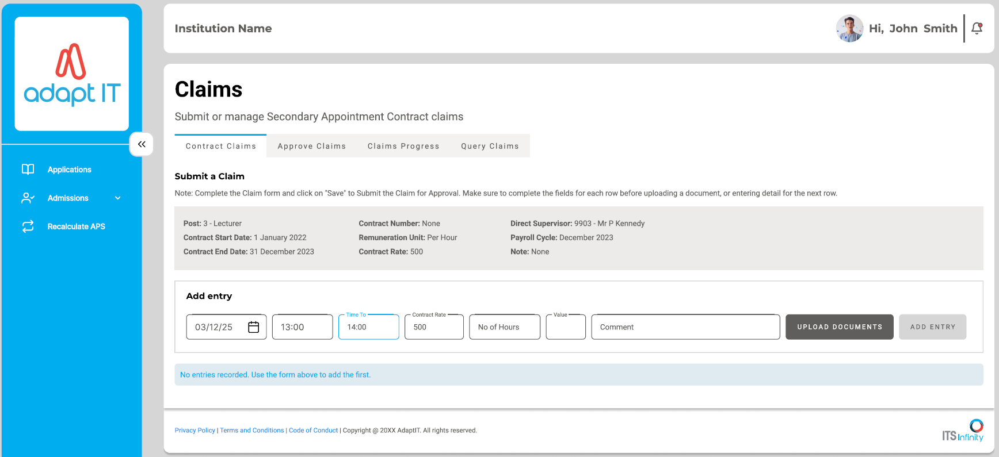 adapt IT
Applications
Admissions
Recalculate APS
Institution Name
Hi, John Smith
Claims
Submit or manage Secondary Appointment Contract claims
Contract Claims
Approve Claims
Claims Progress
Query Claims
Submit a Claim
Note: Complete the Claim form and click on "Save" to Submit the Claim for Approval. Make sure to complete the fields for each row before uploading a document, or entering detail for the next row.
Post: 3 - Lecturer
Contract Start Date: 1 January 2022
Contract End Date: 31 December 2023
Contract Number: None
Remuneration Unit: Per Hour
Contract Rate: 500
Direct Supervisor: 9903 - Mr P Kennedy
Payroll Cycle: December 2023
Note: None
Add entry
03/12/25
13:00
Time To
14:00
Contract Rate
500
No of Hours
Value
Comment
UPLOAD DOCUMENTS
ADD ENTRY
No entries recorded. Use the form above to add the first.
Privacy Policy | Terms and Conditions | Code of Conduct | Copyright @ 20XX AdaptIT. All rights reserved.
ITS Infinity